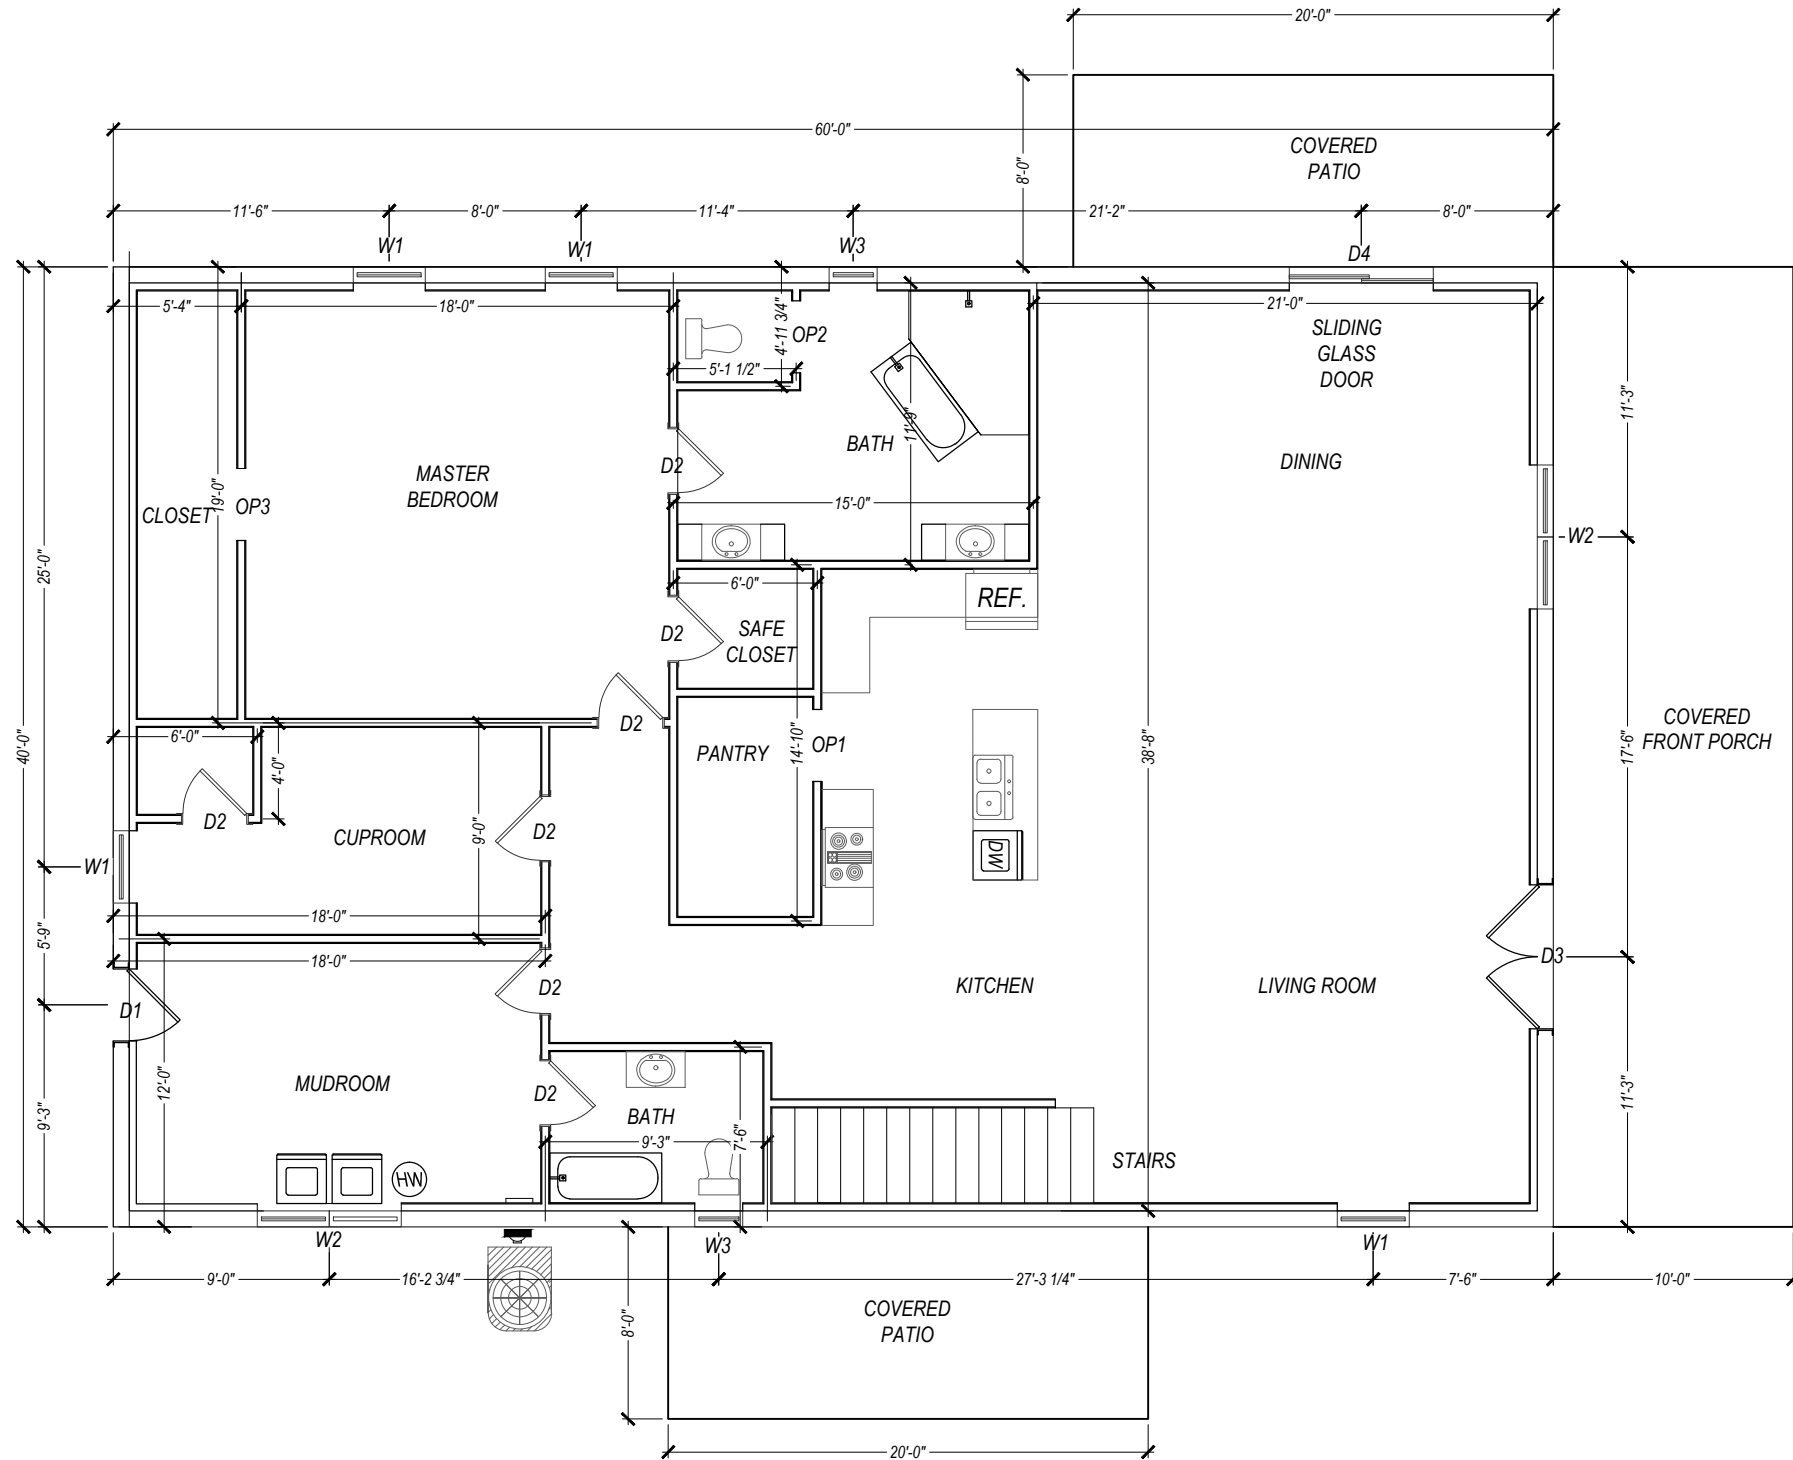 20'-0"
60'-0"
COVERED
PATIO
8'-0"
11'-6"
8'-0"
11'-4"
21'-2"
8'-0"
W1
W1
W3
D4
5'-4"
18'-0"
4'-11 3/4"
OP2
21'-0"
SLIDING
GLASS
DOOR
5'-1 1/2"
11'-3"
11'-9"
BATH
DINING
MASTER
BEDROOM
D2
19'-0"
15'-0"
CLOSET
OP3
W2
25'-0"
6'-0"
REF.
SAFE
CLOSET
D2
40'-0"
6'-0"
D2
PANTRY
14'-10"
OP1
38'-8"
17'-6"
COVERED
FRONT PORCH
4'-0"
D2
CUPROOM
9'-0"
D2
DW
W1
18'-0"
5'-9"
18'-0"
D2
KITCHEN
LIVING ROOM
D3
D1
12'-0"
MUDROOM
D2
BATH
9'-3"
7'-6"
9'-3"
11'-3"
STAIRS
HW
W2
W3
W1
9'-0"
16'-2 3/4"
27'-3 1/4"
7'-6"
10'-0"
8'-0"
COVERED
PATIO
20'-0"